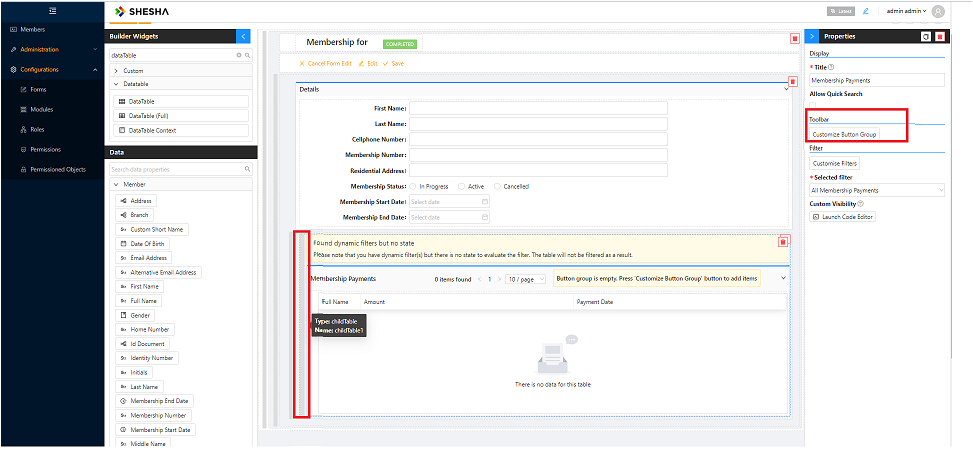 SHESHA
Latest
admin admin
Members
Administration
Configurations
Forms
Modules
Roles
Permissions
Permissioned Objects
Builder Widgets
dataTable
Custom
Datatable
DataTable
DataTable (Full)
DataTable Context
Data
Search data properties
Member
Address
Branch
Custom Short Name
Date Of Birth
Email Address
Alternative Email Address
First Name
Full Name
Gender
Home Number
Id Document
Identity Number
Initials
Last Name
Membership End Date
Membership Number
Membership Start Date
Middle Name
Membership for COMPLETED
Cancel Form Edit Edit Save
Details
First Name:
Last Name:
Cellphone Number:
Membership Number:
Residential Address:
Membership Status: In Progress Active Cancelled
Membership Start Date: Select date
Membership End Date: Select date
Found dynamic filters but no state
Please note that you have dynamic filter(s) but there is no state to evaluate the filter. The table will not be filtered as a result.
Membership Payments 0 items found < 1 > 10 / page Button group is empty. Press 'Customize Button Group' button to add items
Full Name Amount Payment Date
Type: childTable
Name: childTable1
There is no data for this table
Properties
Display
* Title
Membership Payments
Allow Quick Search
Toolbar
Customize Button Group
Filter
Customise Filters
* Selected filter
All Membership Payments
Custom Visibility
Launch Code Editor